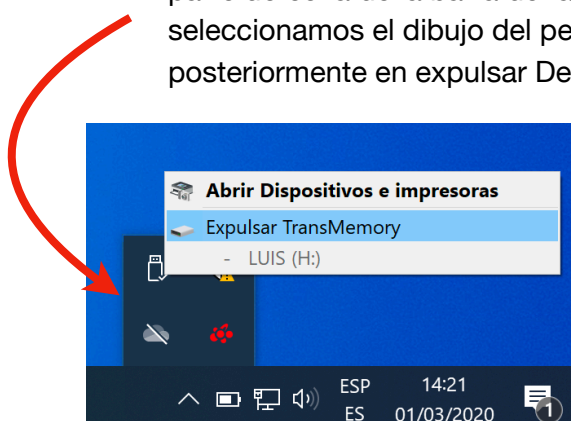 seleccionamos el dibujo del pe
posteriormente en expulsar De
Abrir Dispositivos e impresoras
Expulsar TransMemory
- LUIS (H:)
ESP 14:21
ES 01/03/2020
1